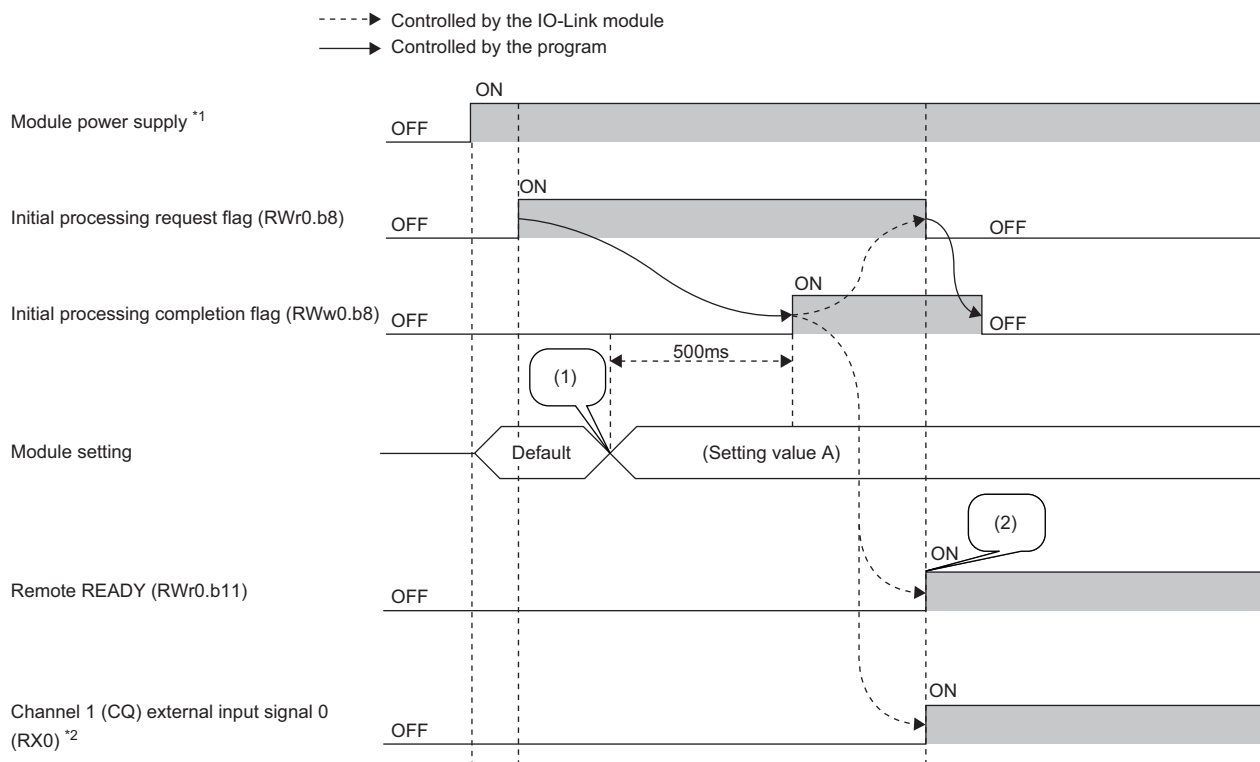 Controlled by the IO-Link module
Controlled by the program
ON
Module power supply *1
OFF
ON
Initial processing request flag (RWr0.b8)
OFF
OFF
ON
Initial processing completion flag (RWw0.b8)
OFF
OFF
500ms
(1)
Module setting
Default
(Setting value A)
(2)
ON
Remote READY (RWr0.b11)
OFF
ON
Channel 1 (CQ) external input signal 0
(RX0) *2
OFF